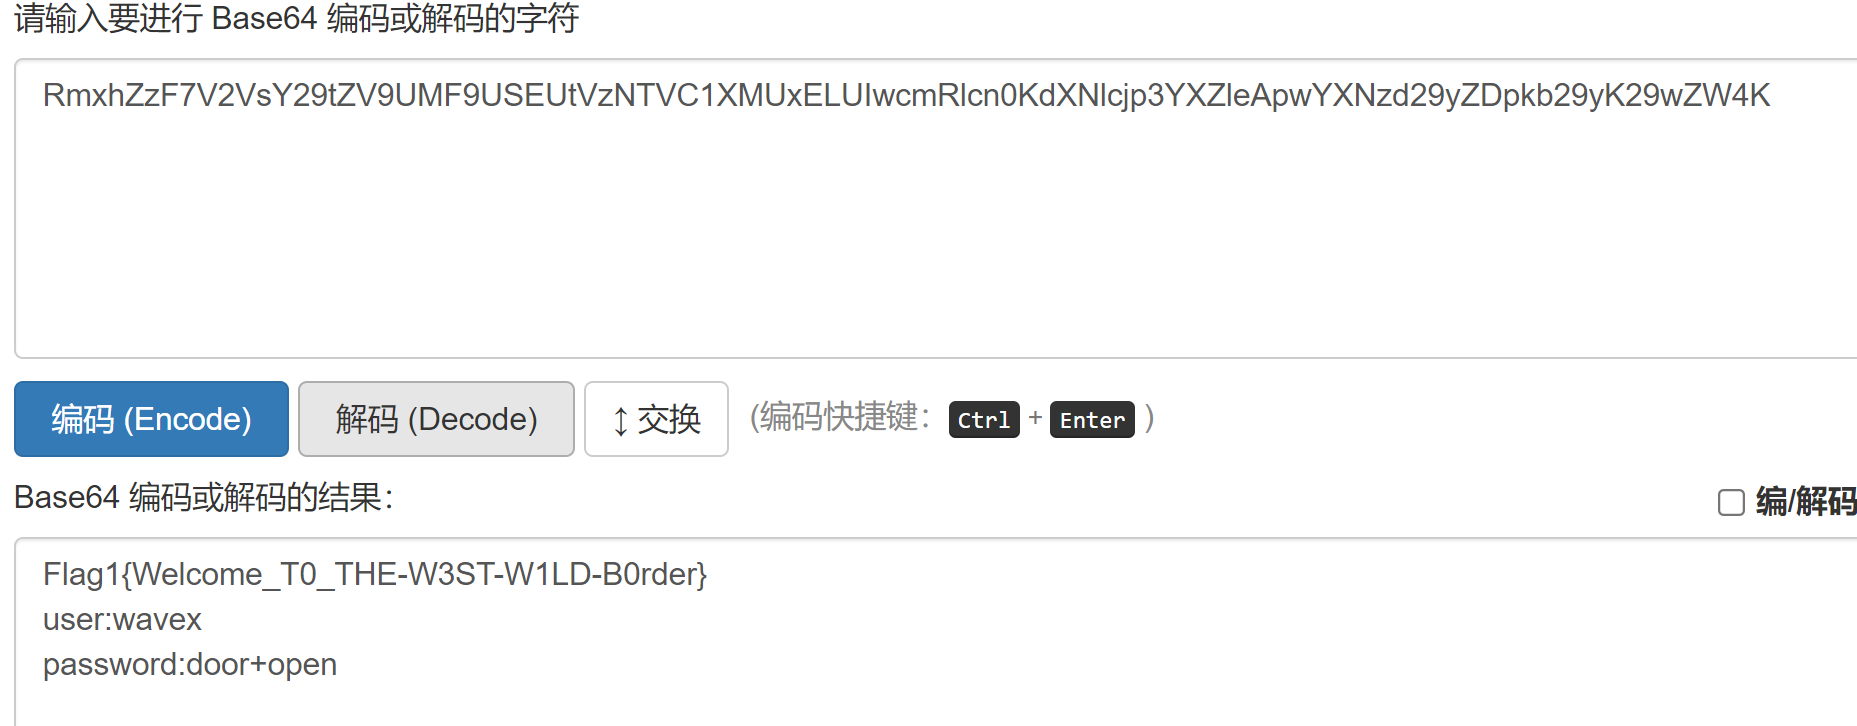 请输入要进行 Base64 编码或解码的字符
RmxhZzF7V2VsY29tZV9UMF9USEUtVzNTVC1XMUxELUIwcmRlcn0KdXNlcjp3YXZleApwYXNzd29yZDpkb29yK29wZW4K
编码 (Encode) 解码 (Decode) ↕ 交换 (编码快捷键： Ctrl + Enter )
Base64 编码或解码的结果： 编/解码
Flag1{Welcome_T0_THE-W3ST-W1LD-B0rder}
user:wavex
password:door+open